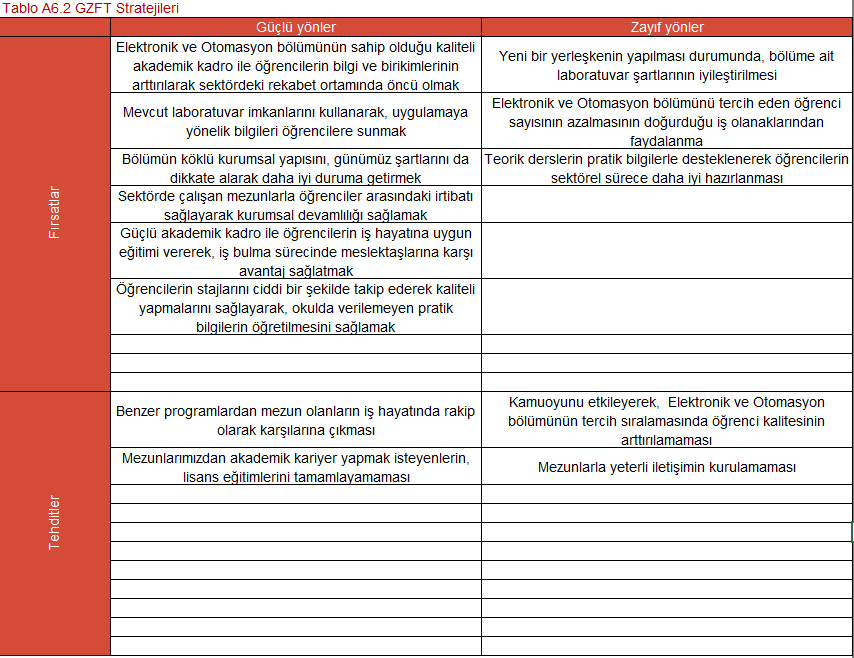 Tablo A6.2 GZFT Stratejileri
Güçlü yönler
Zayıf yönler
Fırsatlar
Elektronik ve Otomasyon bölümünün sahip olduğu kaliteli
akademik kadro ile öğrencilerin bilgi ve birikimlerinin
arttırılarak sektördeki rekabet ortamında öncü olmak
Yeni bir yerleşkenin yapılması durumunda, bölüme ait
laboratuvar şartlarının iyileştirilmesi
Mevcut laboratuvar imkanlarını kullanarak, uygulamaya
yönelik bilgileri öğrencilere sunmak
Elektronik ve Otomasyon bölümünü tercih eden öğrenci
sayısının azalmasının doğurduğu iş olanaklarından
faydalanma
Bölümün köklü kurumsal yapısını, günümüz şartlarını da
dikkate alarak daha iyi duruma getirmek
Teorik derslerin pratik bilgilerle desteklenerek öğrencilerin
sektörel sürece daha iyi hazırlanması
Sektörde çalışan mezunlarla öğrenciler arasındaki irtibatı
sağlayarak kurumsal devamlılığı sağlamak
Güçlü akademik kadro ile öğrencilerin iş hayatına uygun
eğitimi vererek, iş bulma sürecinde meslektaşlarına karşı
avantaj sağlatmak
Öğrencilerin stajlarını ciddi bir şekilde takip ederek kaliteli
yapmalarını sağlayarak, okulda verilemeyen pratik
bilgilerin öğretilmesini sağlamak
Tehditler
Benzer programlardan mezun olanların iş hayatında rakip
olarak karşılarına çıkması
Kamuoyunu etkileyerek,  Elektronik ve Otomasyon
bölümünün tercih sıralamasında öğrenci kalitesinin
arttırılamaması
Mezunlarımızdan akademik kariyer yapmak isteyenlerin,
lisans eğitimlerini tamamlayamaması
Mezunlarla yeterli iletişimin kurulamaması